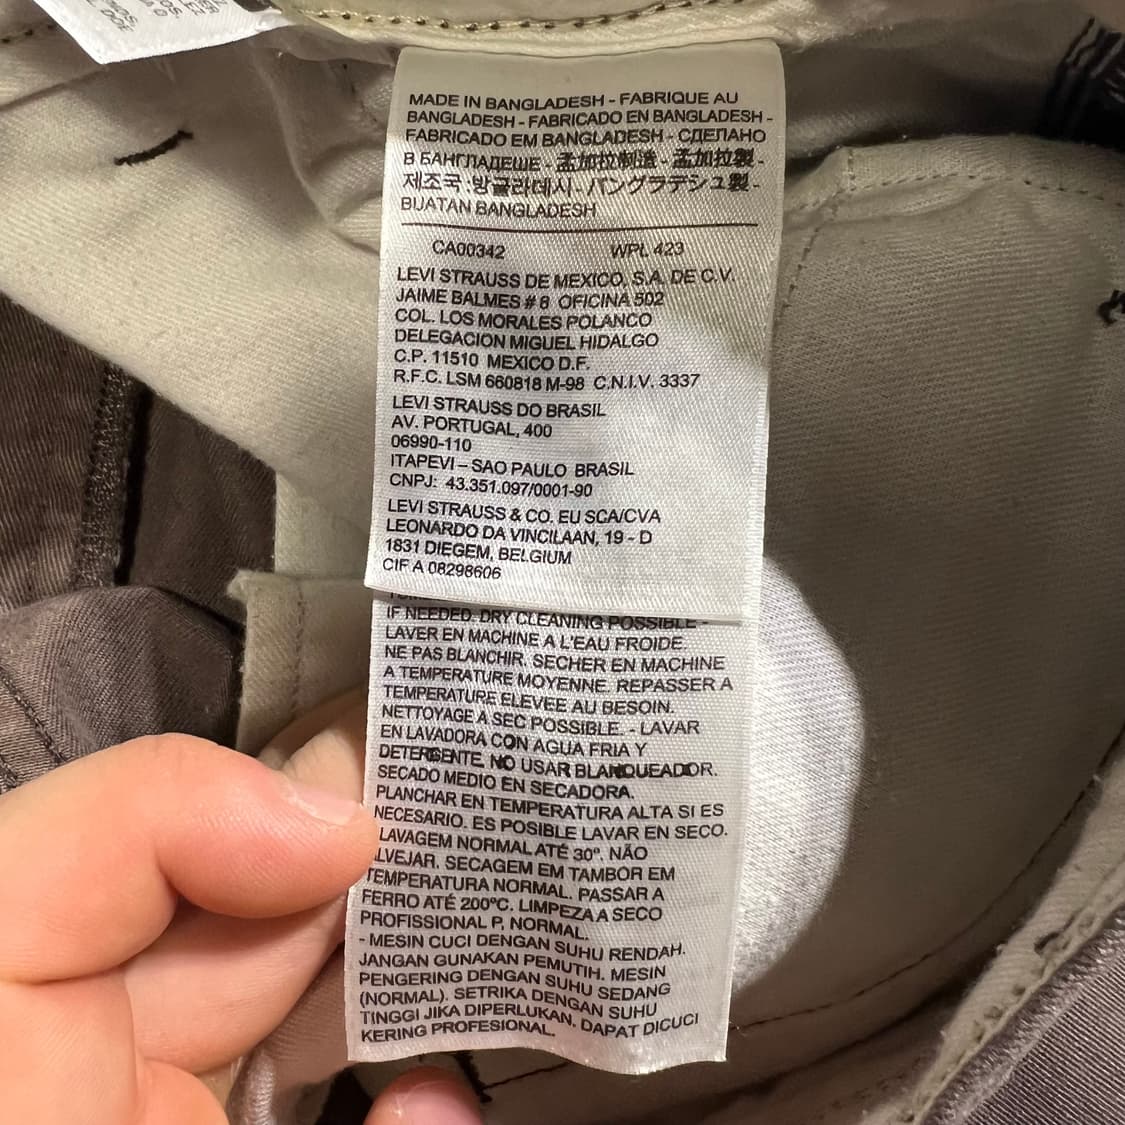 MADE IN BANGLADESH - FABRIQUE AU
BANGLADESH - FABRICADO EN BANGLADESH -
FABRICADO EM BANGLADESH - СДЕЛАНО
В БАНГЛАДЕШЕ - 孟加拉制造 - 孟加拉製 -
제조국 : 방글라데시 - バングラデシュ製 -
BUATAN BANGLADESH
CA00342 WPL 423
LEVI STRAUSS DE MEXICO, S.A. DE C.V.
JAIME BALMES # 8 OFICINA 502
COL. LOS MORALES POLANCO
DELEGACION MIGUEL HIDALGO
C.P. 11510 MEXICO D.F.
R.F.C. LSM 660818 M-98 C.N.I.V. 3337
LEVI STRAUSS DO BRASIL
AV. PORTUGAL, 400
06990-110
ITAPEVI – SAO PAULO BRASIL
CNPJ: 43.351.097/0001-90
LEVI STRAUSS & CO. EU SCA/CVA
LEONARDO DA VINCILAAN, 19 - D
1831 DIEGEM, BELGIUM
CIF A 08298606
IF NEEDED. DRY CLEANING POSSIBLE -
LAVER EN MACHINE A L'EAU FROIDE.
NE PAS BLANCHIR. SECHER EN MACHINE
A TEMPERATURE MOYENNE. REPASSER A
TEMPERATURE ELEVEE AU BESOIN.
NETTOYAGE A SEC POSSIBLE. - LAVAR
EN LAVADORA CON AGUA FRIA Y
DETERGENTE. NO USAR BLANQUEADOR.
SECADO MEDIO EN SECADORA.
PLANCHAR EN TEMPERATURA ALTA SI ES
NECESARIO. ES POSIBLE LAVAR EN SECO.
LAVAGEM NORMAL ATÉ 30º. NÃO
ALVEJAR. SECAGEM EM TAMBOR EM
TEMPERATURA NORMAL. PASSAR A
FERRO ATÉ 200ºC. LIMPEZA A SECO
PROFISSIONAL P, NORMAL.
- MESIN CUCI DENGAN SUHU RENDAH.
JANGAN GUNAKAN PEMUTIH. MESIN
PENGERING DENGAN SUHU SEDANG
(NORMAL). SETRIKA DENGAN SUHU
TINGGI JIKA DIPERLUKAN. DAPAT DICUCI
KERING PROFESIONAL.